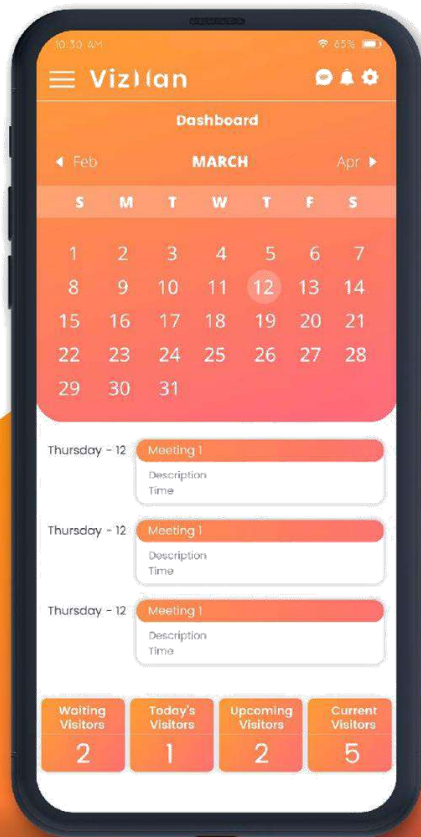 10:30 AM 65%
VizMan
Dashboard
Feb MARCH Apr
S M T W T F S
1 2 3 4 5 6 7
8 9 10 11 12 13 14
15 16 17 18 19 20 21
22 23 24 25 26 27 28
29 30 31
Thursday - 12 Meeting 1
Description
Time
Thursday - 12 Meeting 1
Description
Time
Thursday - 12 Meeting 1
Description
Time
Waiting Today's Upcoming Current
Visitors Visitors Visitors Visitors
2 1 2 5